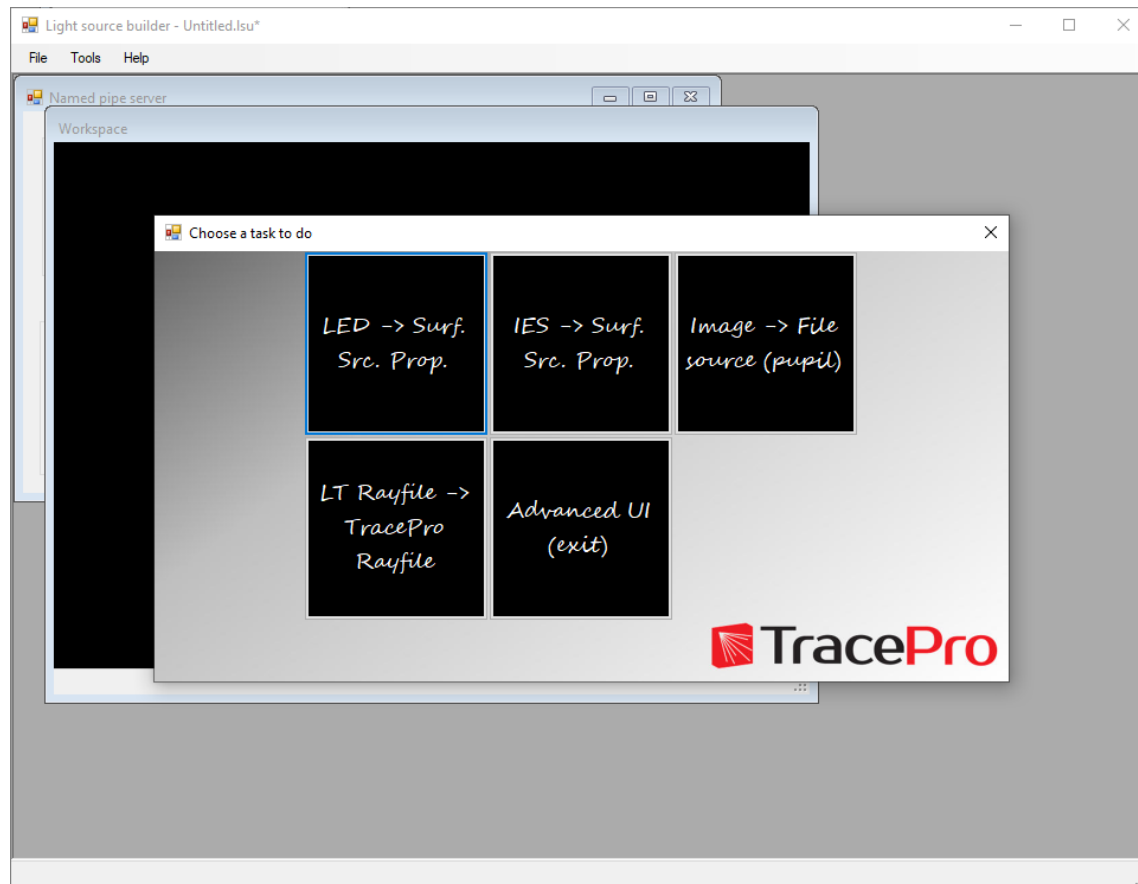 Light source builder - Untitled.lsu*
File Tools Help
Named pipe server
Workspace
Choose a task to do
LED -> Surf.
Src. Prop.
IES -> Surf.
Src. Prop.
Image -> File
source (pupil)
LT Rayfile ->
TracePro
Rayfile
Advanced UI
(exit)
TracePro